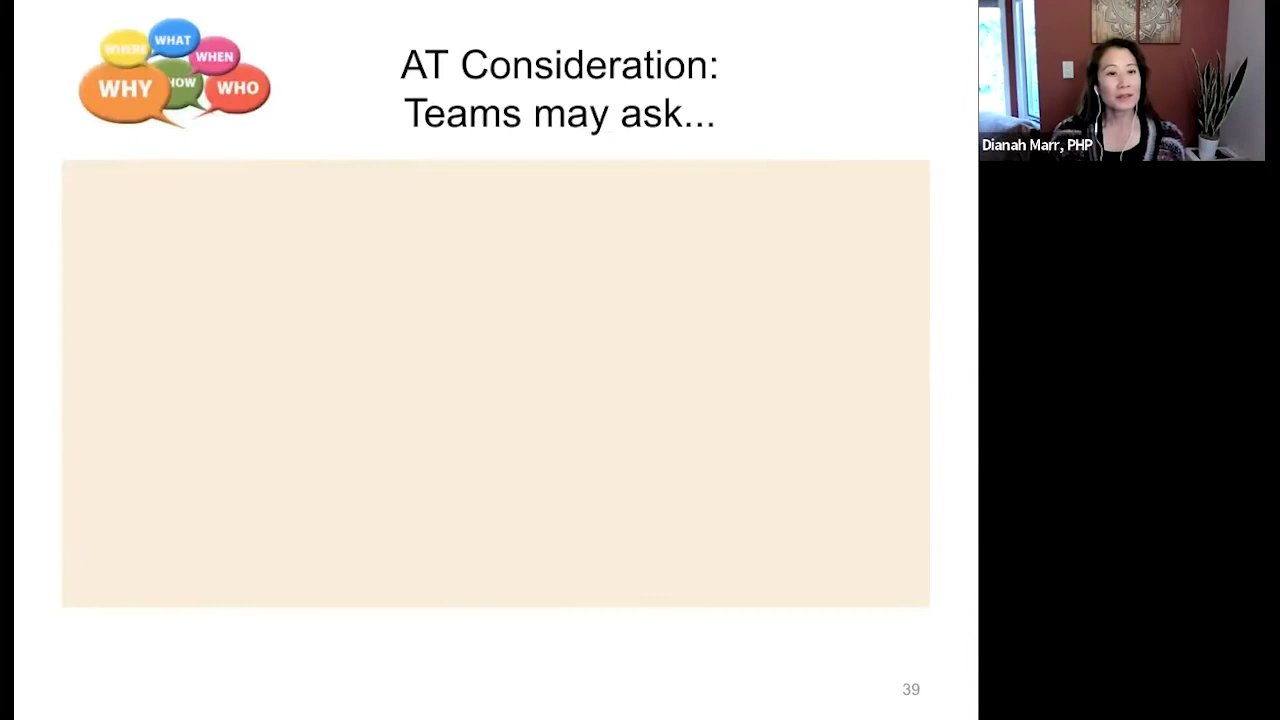 WHERE
WHAT
WHEN
WHY
HOW
WHO
AT Consideration:
Teams may ask...
Dianah Marr, PHP
39